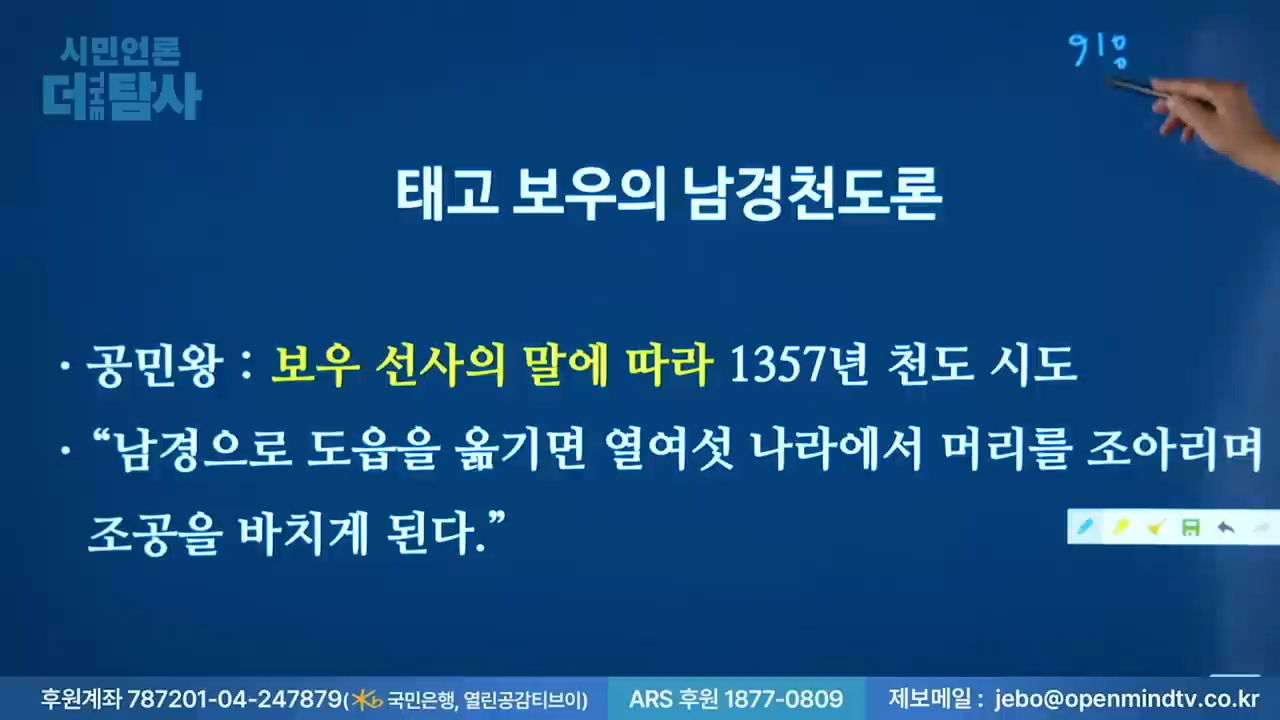 시민언론
더탐사
태고 보우의 남경천도론
· 공민왕 : 보우 선사의 말에 따라 1357년 천도 시도
· “남경으로 도읍을 옮기면 열여섯 나라에서 머리를 조아리며
조공을 바치게 된다.”
후원계좌 787201-04-247879( 국민은행, 열린공감티브이) ARS 후원 1877-0809 제보메일 : jebo@openmindtv.co.kr